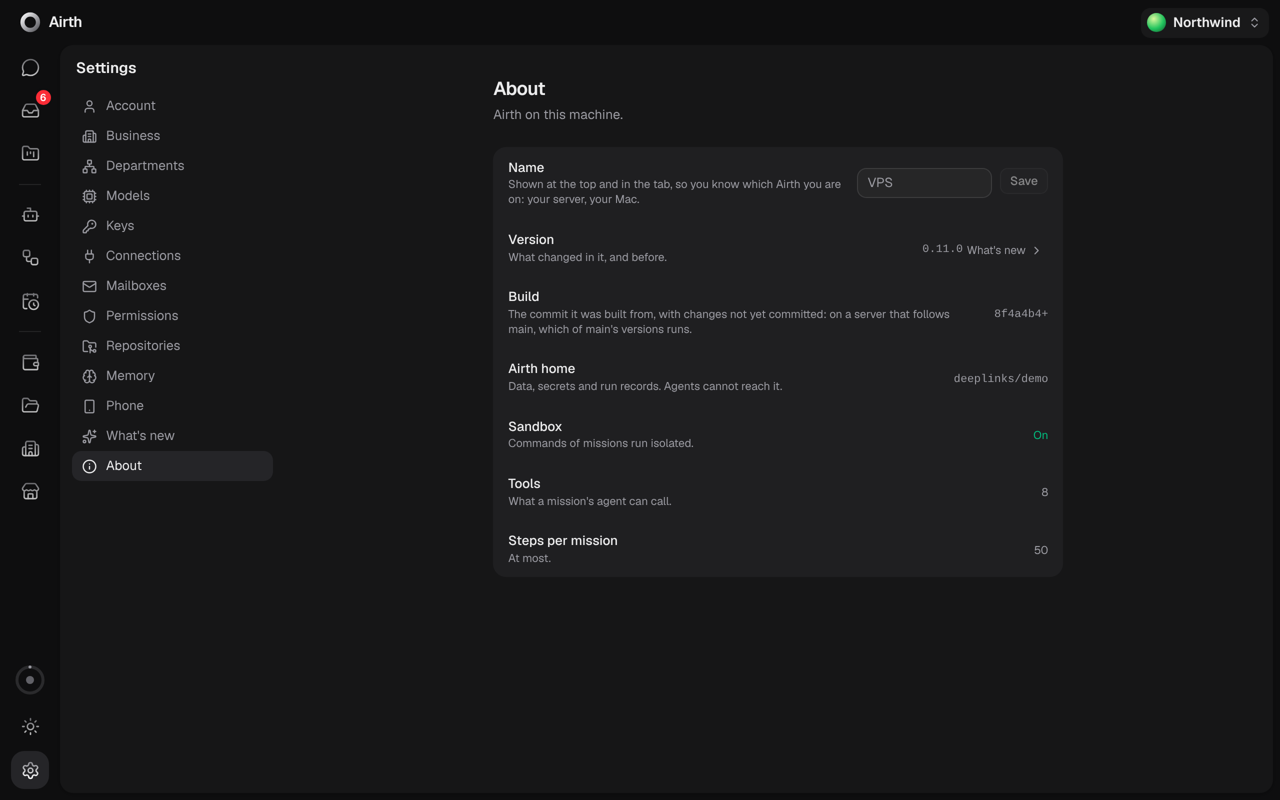 Airth
Northwind
Settings
6
Account
Business
Departments
Models
Keys
Connections
Mailboxes
Permissions
Repositories
Memory
Phone
What's new
About
About
Airth on this machine.
Name
Shown at the top and in the tab, so you know which Airth you are
on: your server, your Mac.
VPS
Save
Version
What changed in it, and before.
0.11.0 What's new
Build
The commit it was built from, with changes not yet committed: on a server that follows
main, which of main's versions runs.
8f4a4b4+
Airth home
Data, secrets and run records. Agents cannot reach it.
deeplinks/demo
Sandbox
Commands of missions run isolated.
On
Tools
What a mission's agent can call.
8
Steps per mission
At most.
50